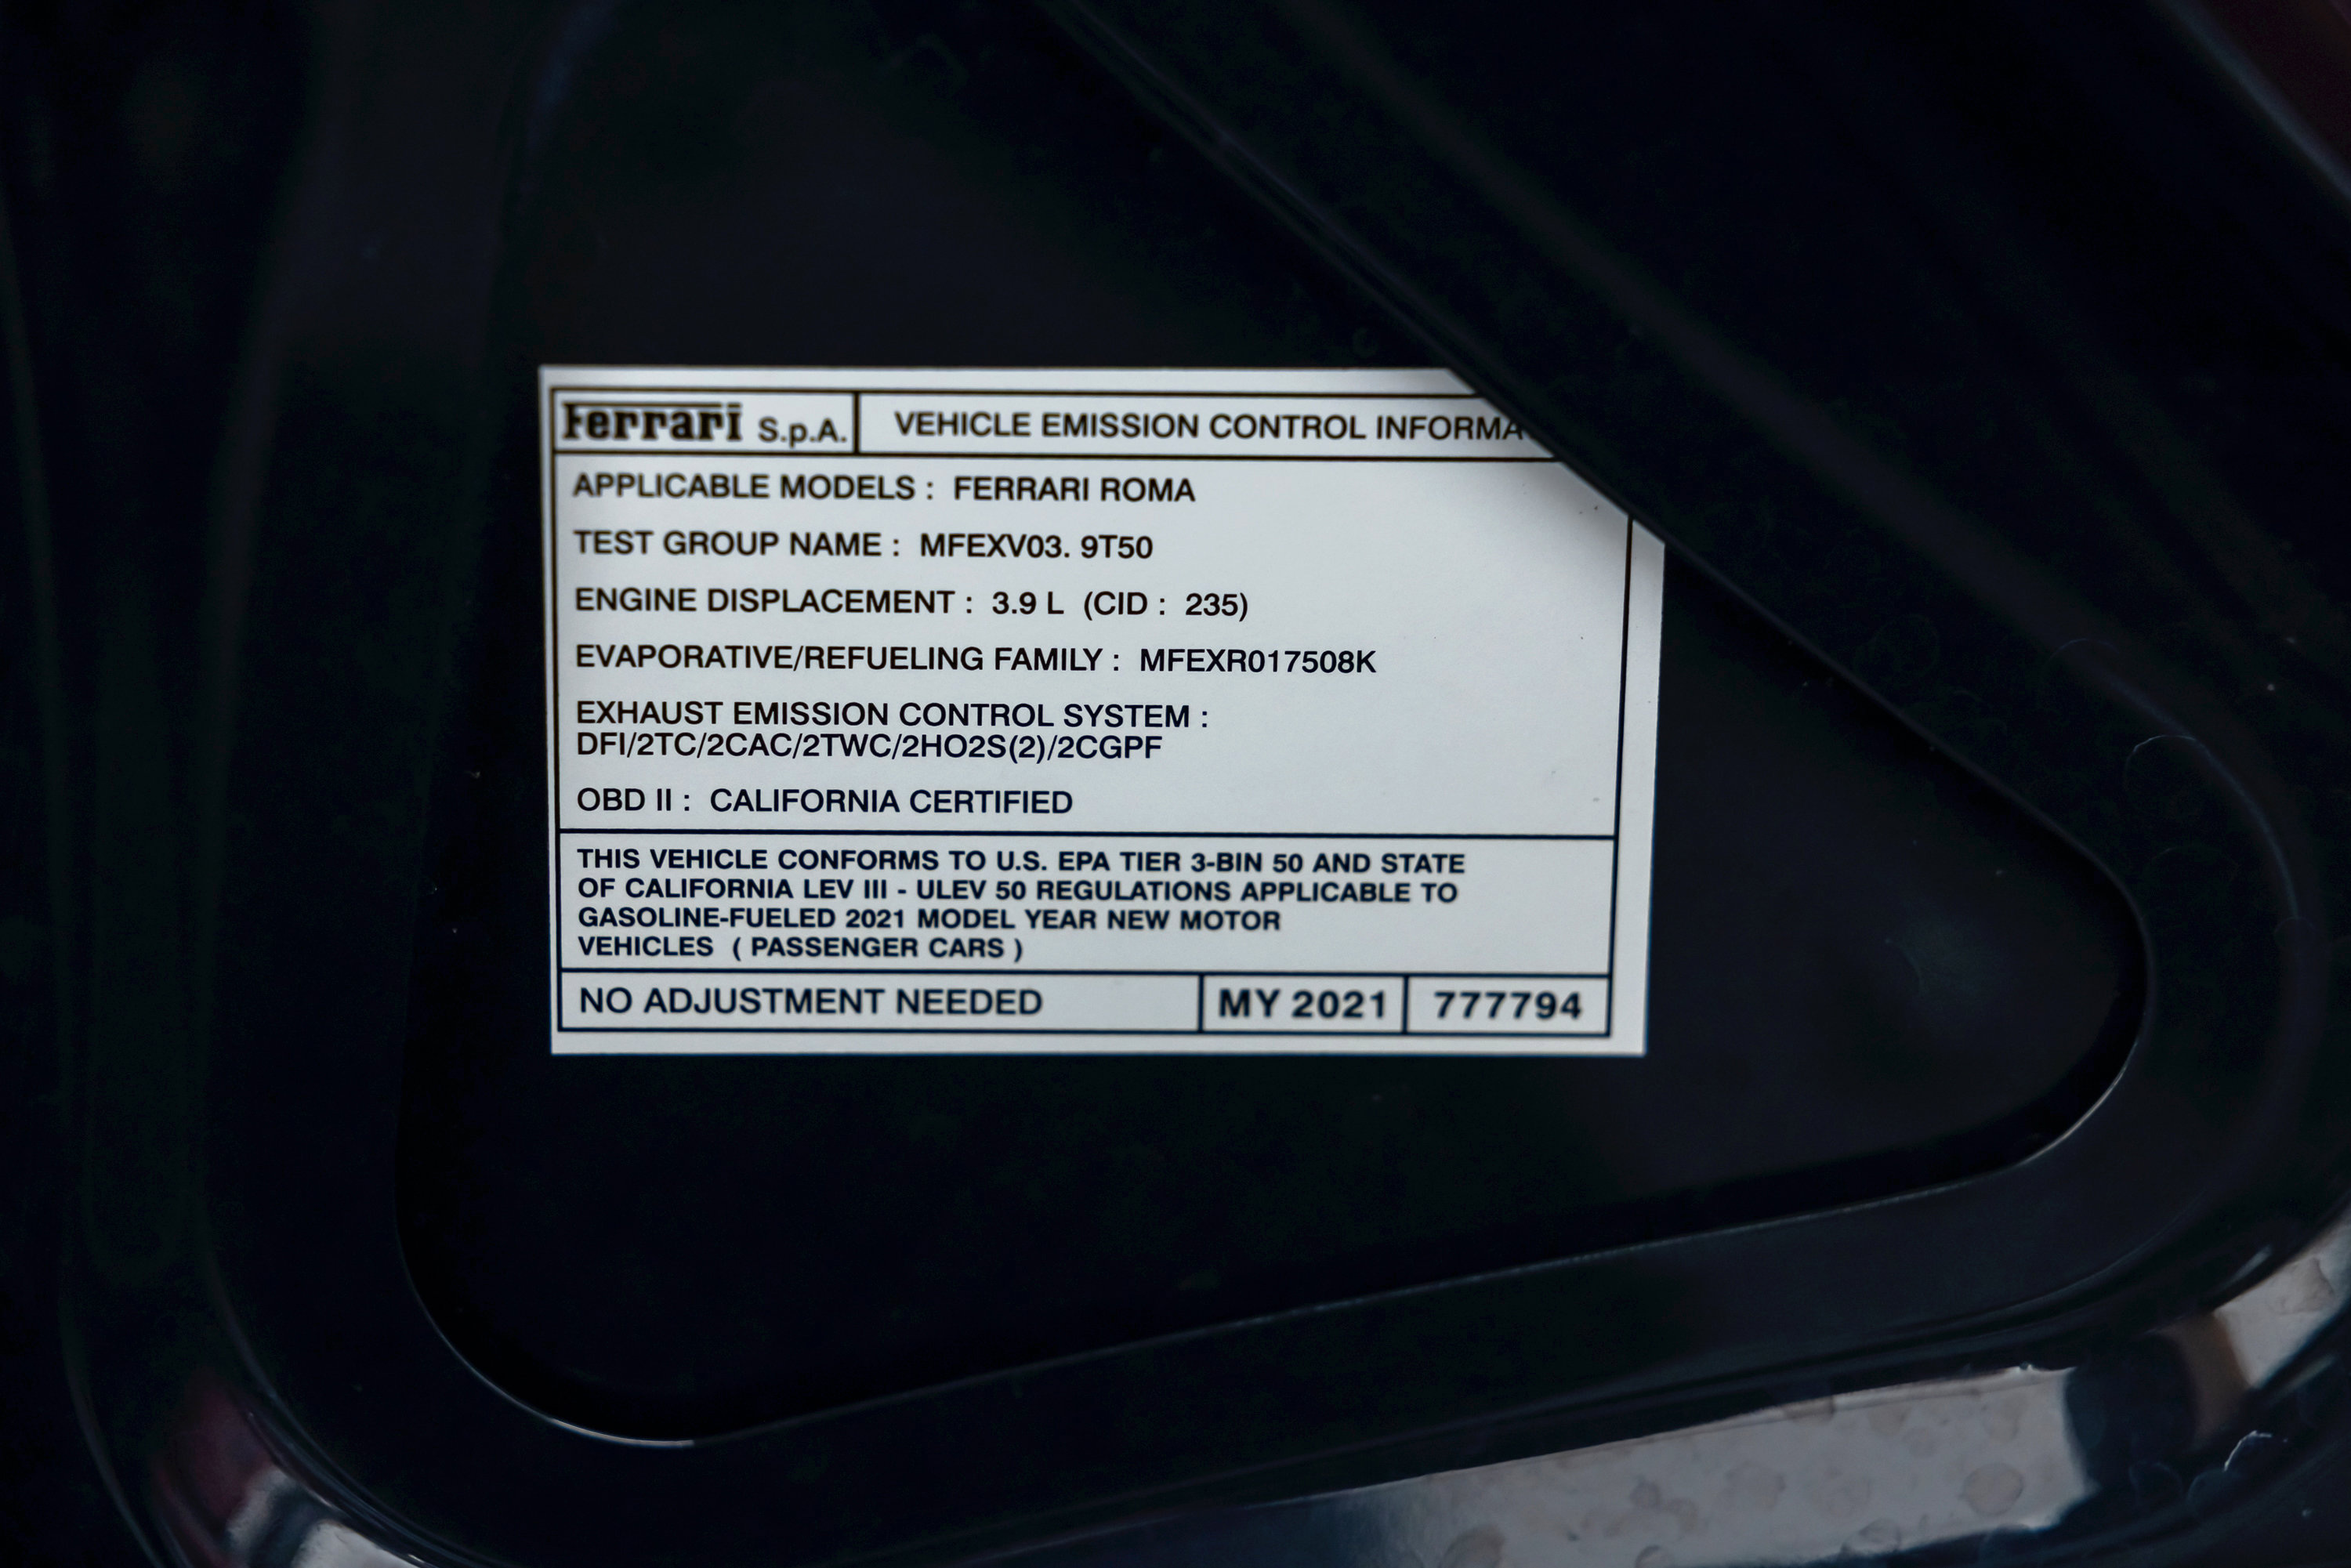 Ferrari S.p.A. VEHICLE EMISSION CONTROL
APPLICABLE MODELS : FERRARI ROMA
TEST GROUP NAME : MFEXV03. 9T50
ENGINE DISPLACEMENT : 3.9 L (CID : 235)
EVAPORATIVE/REFUELING FAMILY : MFEXR017508K
EXHAUST EMISSION CONTROL SYSTEM :
DFI/2TC/2CAC/2TWC/2HO2S(2)/2CGPF
OBD II : CALIFORNIA CERTIFIED
THIS VEHICLE CONFORMS TO U.S. EPA TIER 3-BIN 50 AND STATE
OF CALIFORNIA LEV III - ULEV 50 REGULATIONS APPLICABLE TO
GASOLINE-FUELED 2021 MODEL YEAR NEW MOTOR
VEHICLES ( PASSENGER CARS )
NO ADJUSTMENT NEEDED MY 2021 777794